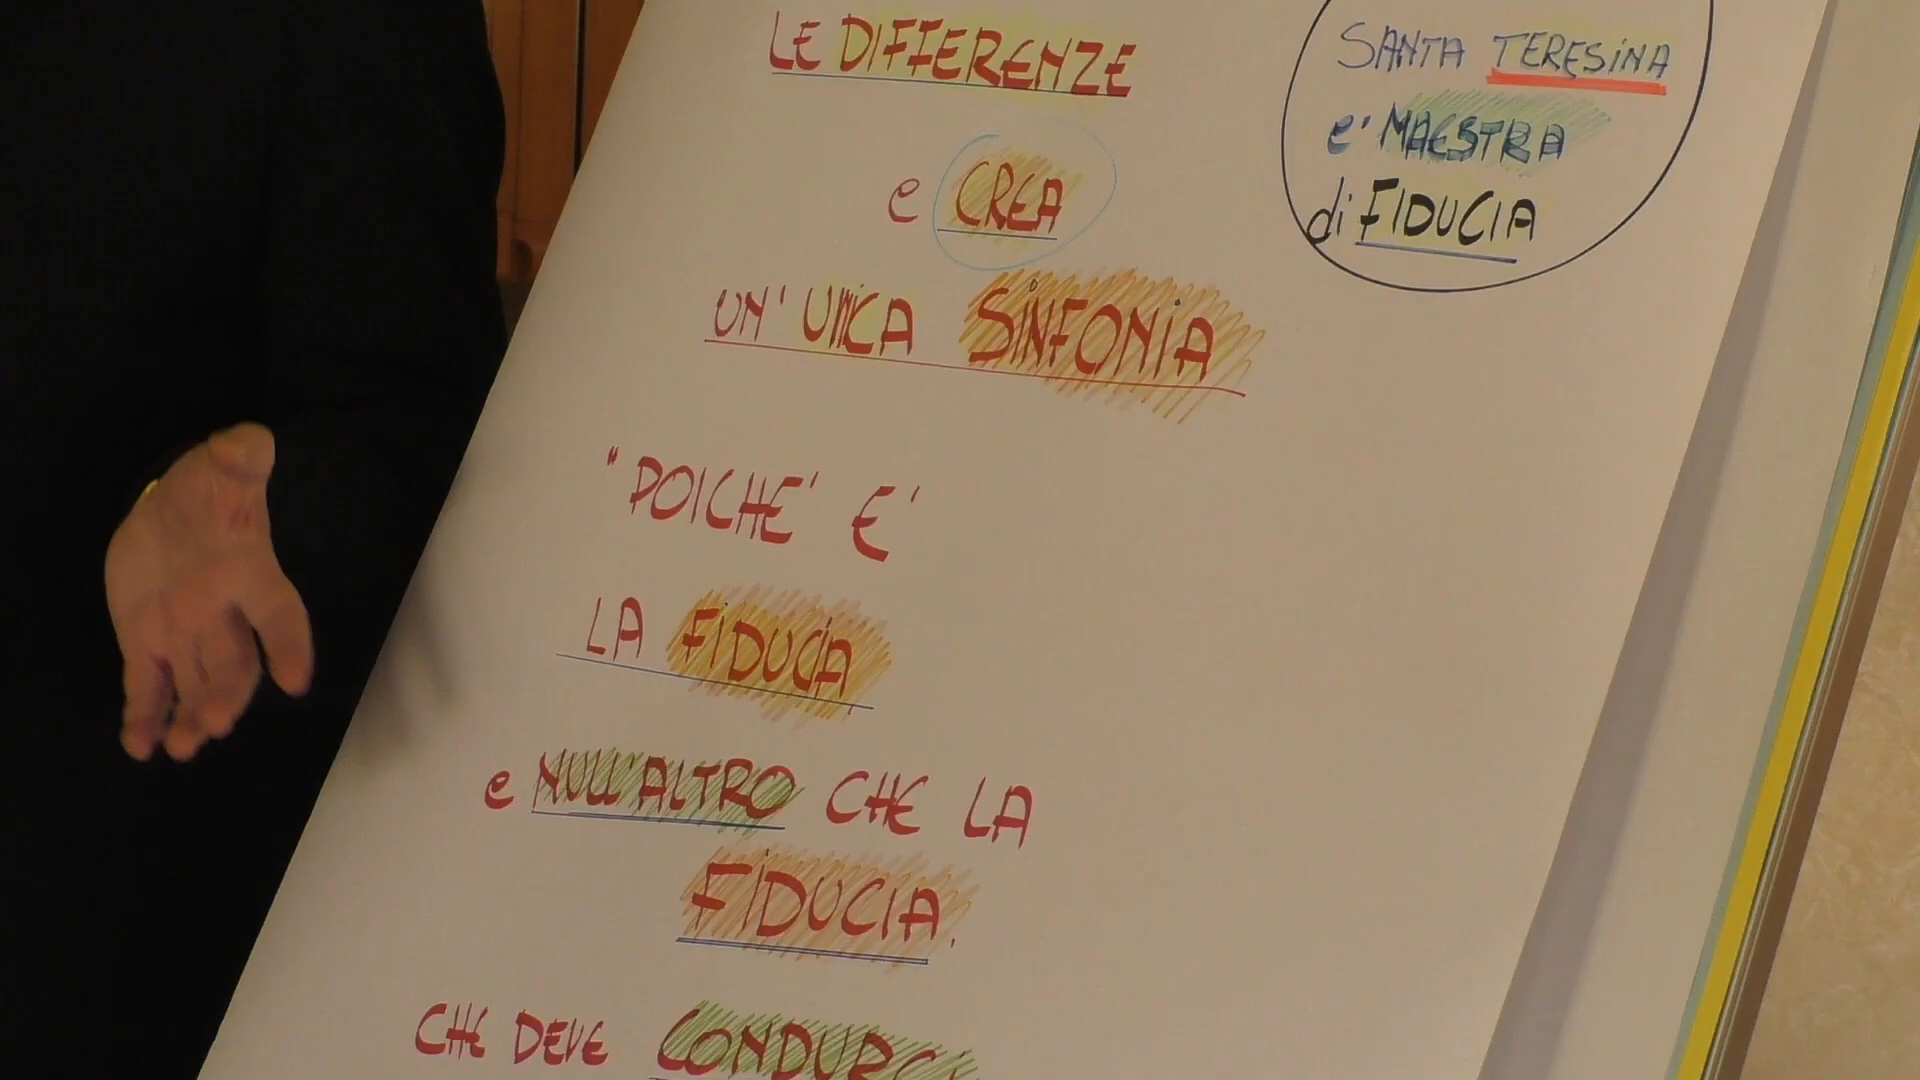 LE DIFFERENZE
e CREA
UN' UNICA SINFONIA
"POICHE' E'
LA FIDUCIA
e NULL'ALTRO CHE LA
FIDUCIA.
CHE DEVE CONDURCI
SANTA TERESINA
e' MAESTRA
di FIDUCIA